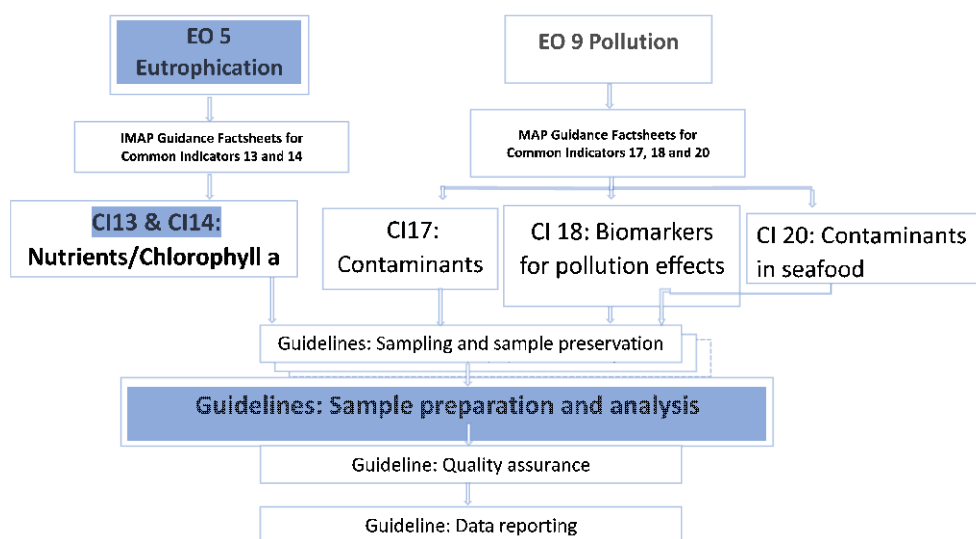 EO 5
Eutrophication
EO 9 Pollution
IMAP Guidance Factsheets for
Common Indicators 13 and 14
MAP Guidance Factsheets for
Common Indicators 17, 18 and 20
CI13 & CI14:
Nutrients/Chlorophyll a
CI17:
Contaminants
CI 18: Biomarkers
for pollution effects
CI 20: Contaminants
in seafood
Guidelines: Sampling and sample preservation
Guidelines: Sample preparation and analysis
Guideline: Quality assurance
Guideline: Data reporting